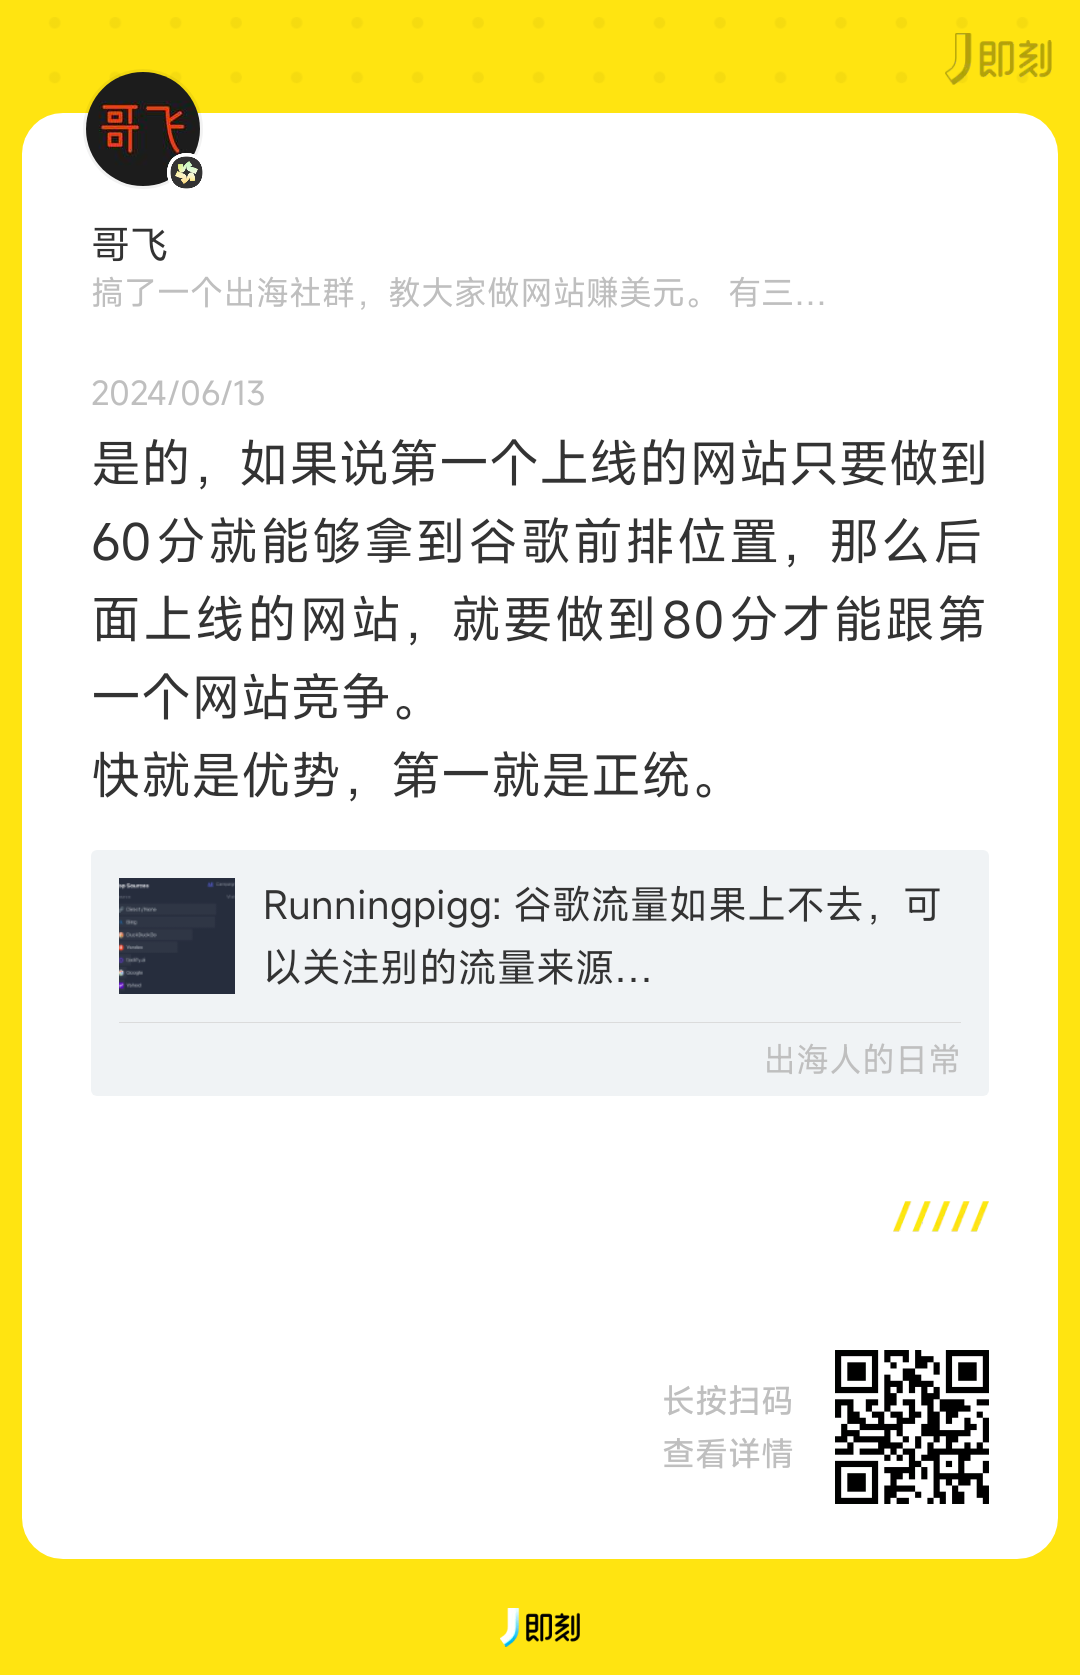 即刻
哥飞
哥飞
搞了一个出海社群，教大家做网站赚美元。 有三...
2024/06/13
是的，如果说第一个上线的网站只要做到
60分就能够拿到谷歌前排位置，那么后
面上线的网站，就要做到80分才能跟第
一个网站竞争。
快就是优势，第一就是正统。
Runningpigg: 谷歌流量如果上不去，可
以关注别的流量来源...
出海人的日常
长按扫码
查看详情
即刻